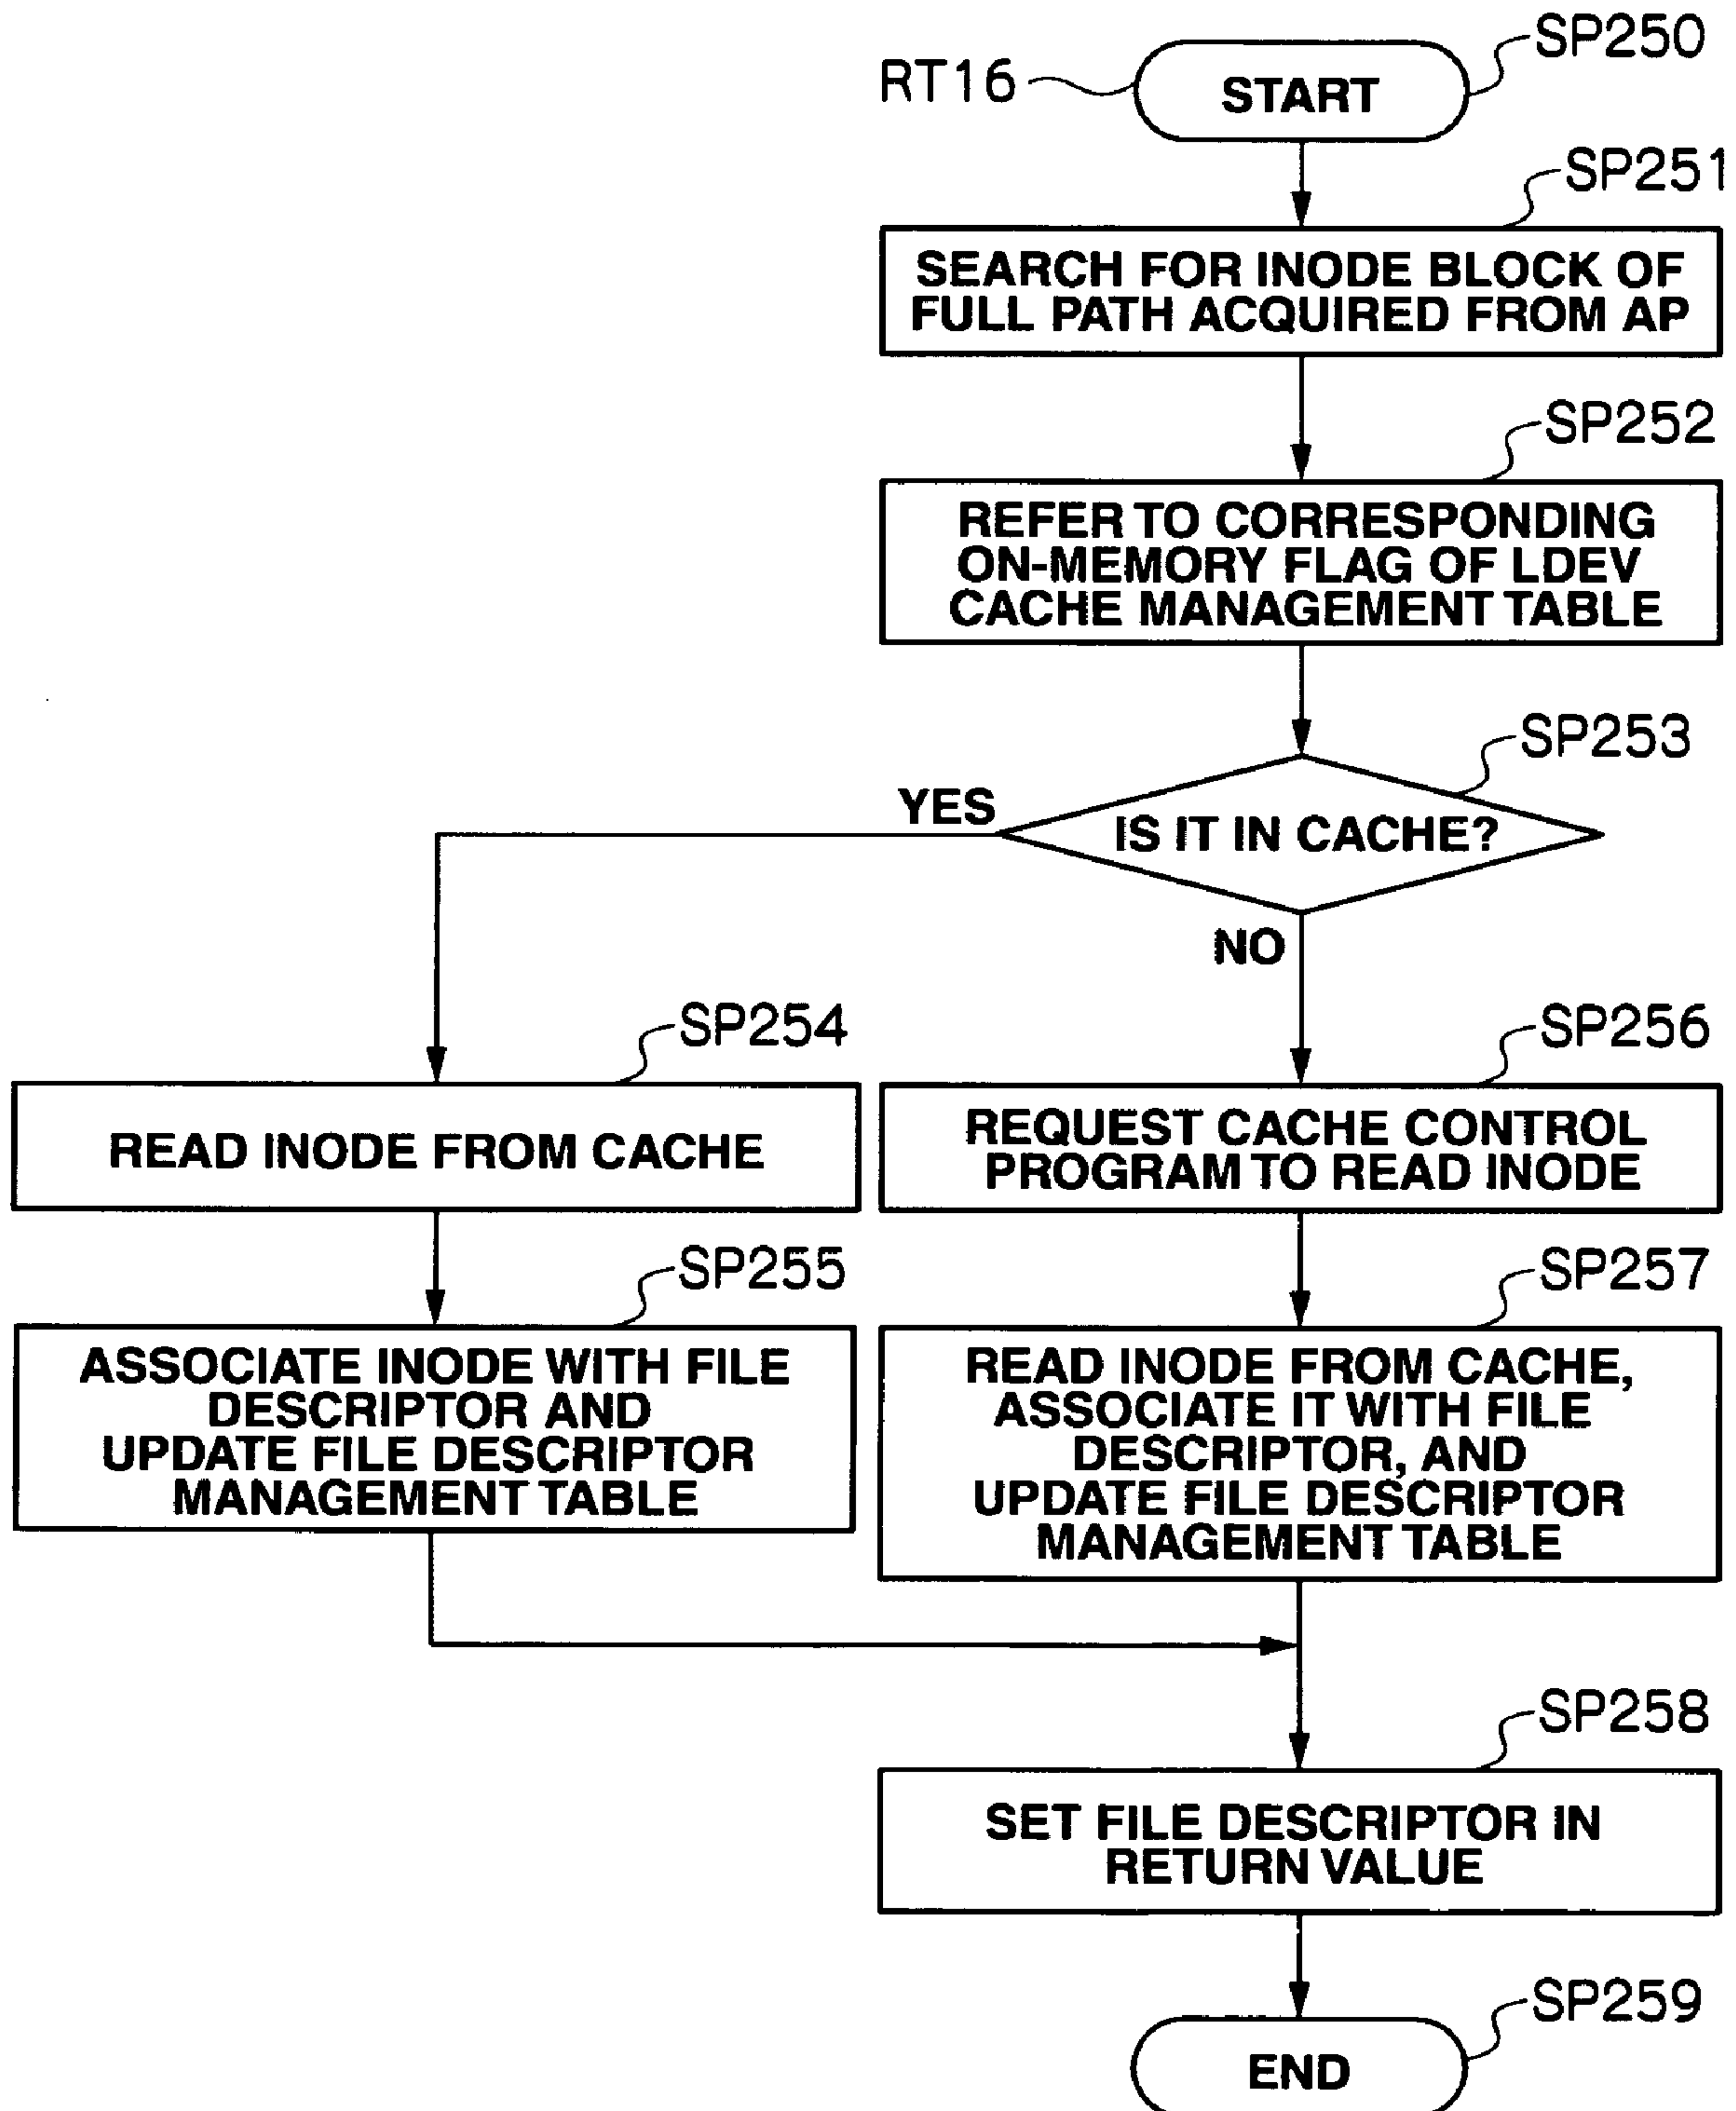 SP250
RT16
START
SP251
SEARCH FOR INODE BLOCK OF
FULL PATH ACQUIRED FROM AP
SP252
REFER TO CORRESPONDING
ON-MEMORY FLAG OF LDEV
CACHE MANAGEMENT TABLE
SP253
YES
IS IT IN CACHE?
NO
SP254
READ INODE FROM CACHE
SP256
REQUEST CACHE CONTROL
PROGRAM TO READ INODE
SP255
ASSOCIATE INODE WITH FILE
DESCRIPTOR AND
UPDATE FILE DESCRIPTOR
MANAGEMENT TABLE
SP257
READ INODE FROM CACHE,
ASSOCIATE IT WITH FILE
DESCRIPTOR, AND
UPDATE FILE DESCRIPTOR
MANAGEMENT TABLE
SP258
SET FILE DESCRIPTOR IN
RETURN VALUE
SP259
END